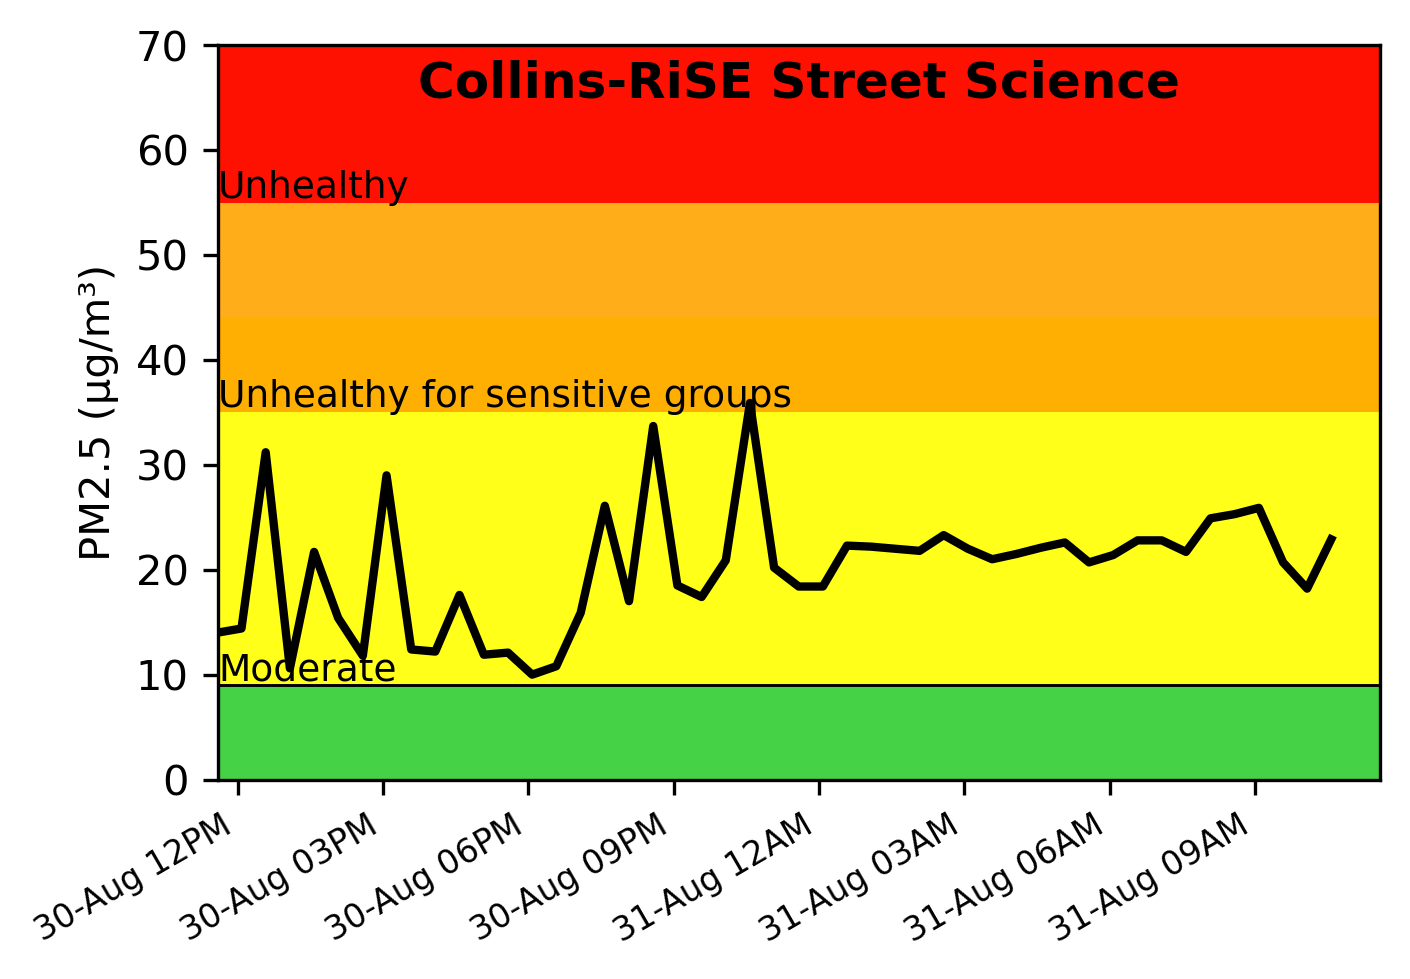 Collins-RiSE Street Science
70
60
Unhealthy
50
40
Unhealthy for sensitive groups
30
20
Moderate
10
0
PM2.5 (µg/m³)
30-Aug 12PM
30-Aug 03PM
30-Aug 06PM
30-Aug 09PM
31-Aug 12AM
31-Aug 03AM
31-Aug 06AM
31-Aug 09AM